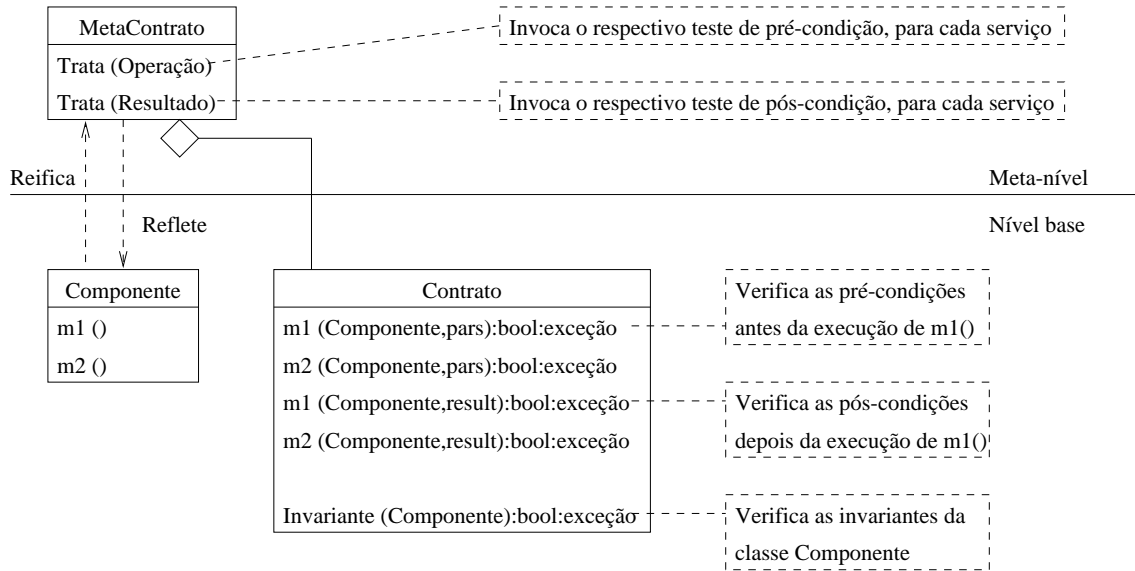 MetaContrato
Trata (Operação)
Trata (Resultado)
Invoca o respectivo teste de pré-condição, para cada serviço
Invoca o respectivo teste de pós-condição, para cada serviço
Reifica
Meta-nível
Reflete
Nível base
Componente
m1 ()
m2 ()
Contrato
m1 (Componente,pars):bool:exceção
m2 (Componente,pars):bool:exceção
m1 (Componente,result):bool:exceção
m2 (Componente,result):bool:exceção
Invariante (Componente):bool:exceção
Verifica as pré-condições
antes da execução de m1()
Verifica as pós-condições
depois da execução de m1()
Verifica as invariantes da
classe Componente